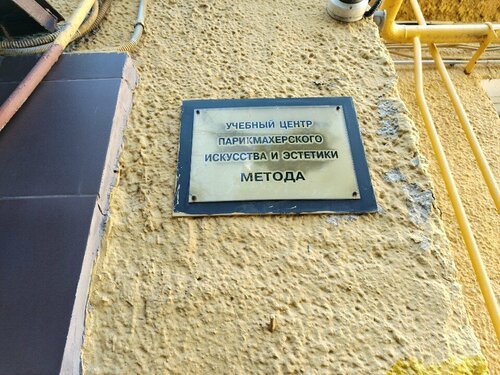 УЧЕБНЫЙ ЦЕНТР
ПАРИКМАХЕРСКОГО
ИСКУССТВА И ЭСТЕТИКИ
МЕТОДА